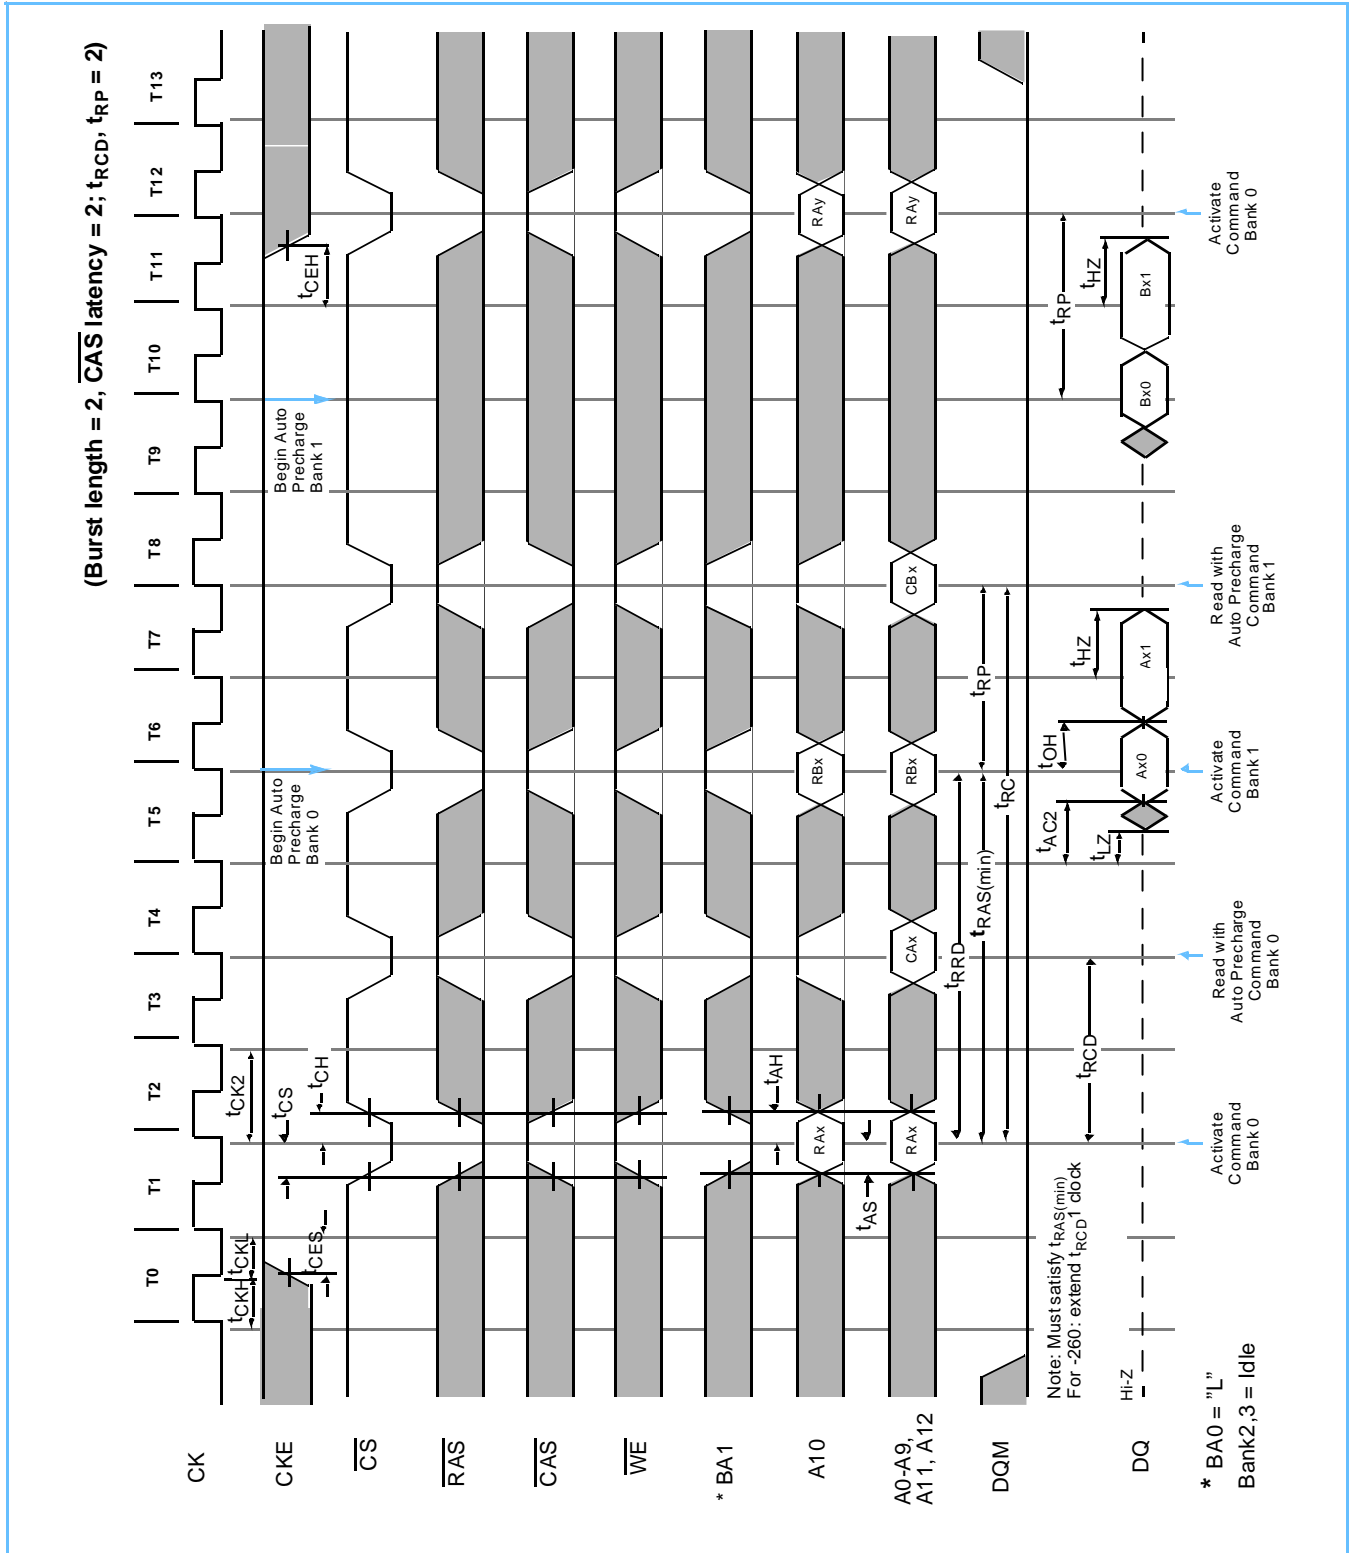 (Burst length = 2, CAS latency = 2; tRCD, tRP = 2)
T0 T1 T2 T3 T4 T5 T6 T7 T8 T9 T10 T11 T12 T13
CK
tCKH tCKL
tCK2
CKE
tCES
tCS
tCH
Begin Auto
Precharge
Bank 0
Begin Auto
Precharge
Bank 1
tCEH
CS
RAS
CAS
WE
* BA1
tAH
A10
RAx
RBx
RAy
tAS
A0-A9,
A11, A12
RAx
CAx
RBx
CBx
RAy
tRRD
DQM
tRAS(min)
tRP
tRC
Note: Must satisfy tRAS(min)
For -260: extend tRCD1 clock
tRCD
tAC2
tLZ
tOH
tHZ
tRP
tHZ
Hi-Z
DQ
Ax0
Ax1
Bx0
Bx1
* BA0 = "L"
Bank2,3 = Idle
Activate
Command
Bank 0
Read with
Auto Precharge
Command
Bank 0
Activate
Command
Bank 1
Read with
Auto Precharge
Command
Bank 1
Activate
Command
Bank 0